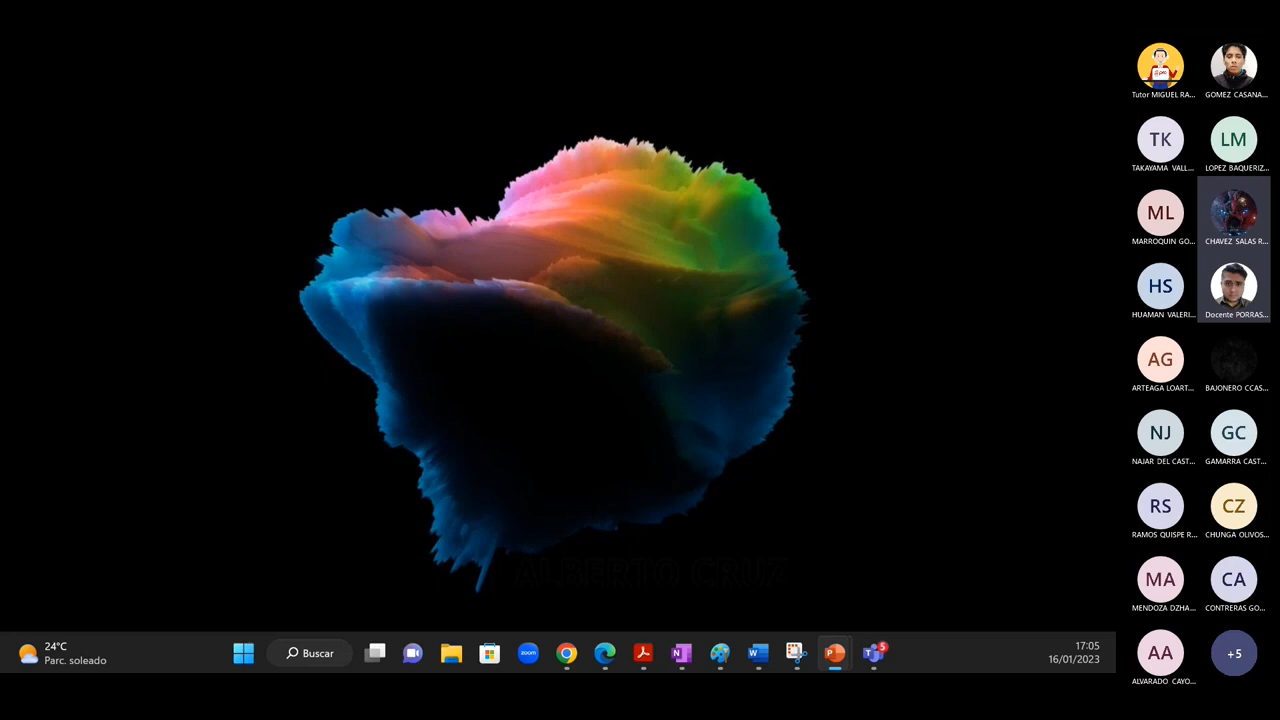 Tutor MIGUEL RA...
GOMEZ CASANA...
TK
LM
TAKAYAMA VALL...
LOPEZ BAQUERIZ...
ML
MARROQUIN GO...
CHAVEZ SALAS R...
HS
HUAMAN VALERI...
Docente PORRAS...
AG
ARTEAGA LOART...
BAJONERO CCAS...
NJ
GC
NAJAR DEL CAST...
GAMARRA CAST...
RS
CZ
RAMOS QUISPE R...
CHUNGA OLIVOS...
MA
CA
MENDOZA DZHA...
CONTRERAS GO...
AA
+5
ALVARADO CAYO...
ALBERTO CRUZ
24°C
Parc. soleado
Buscar
zoom
N
W
P
5
17:05
16/01/2023